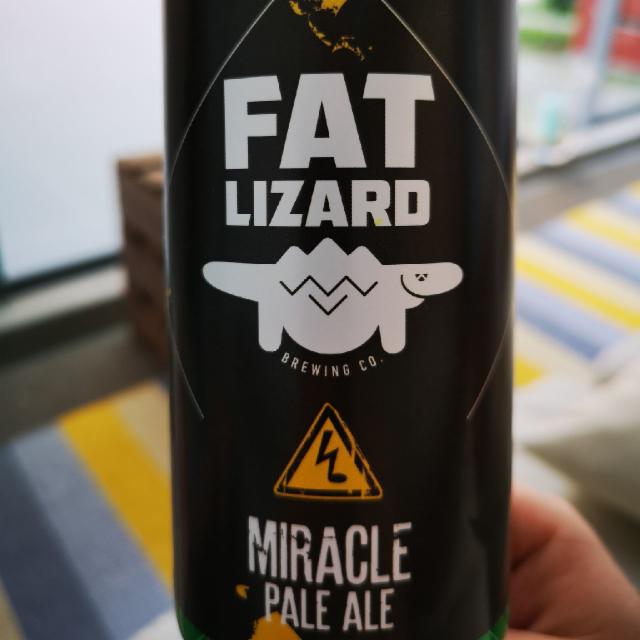 FAT
LIZARD
BREWING CO.
MIRACLE
PALE ALE